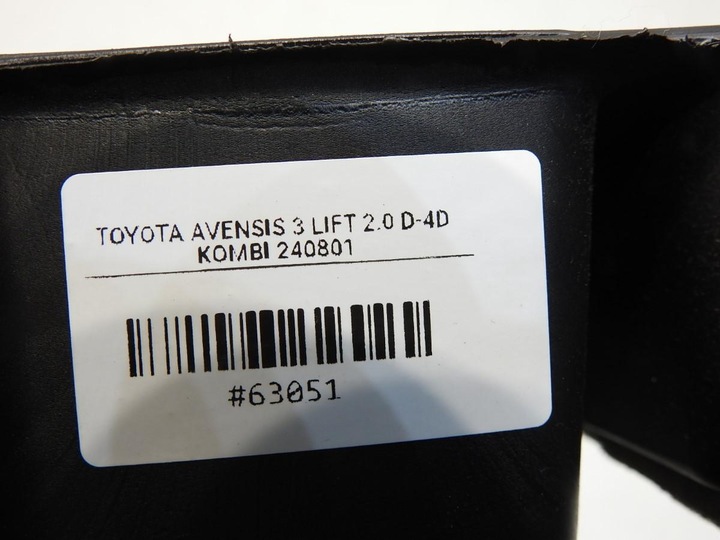 TOYOTA AVENSIS 3 LIFT 2.0 D-4D
KOMBI 240801
#63051